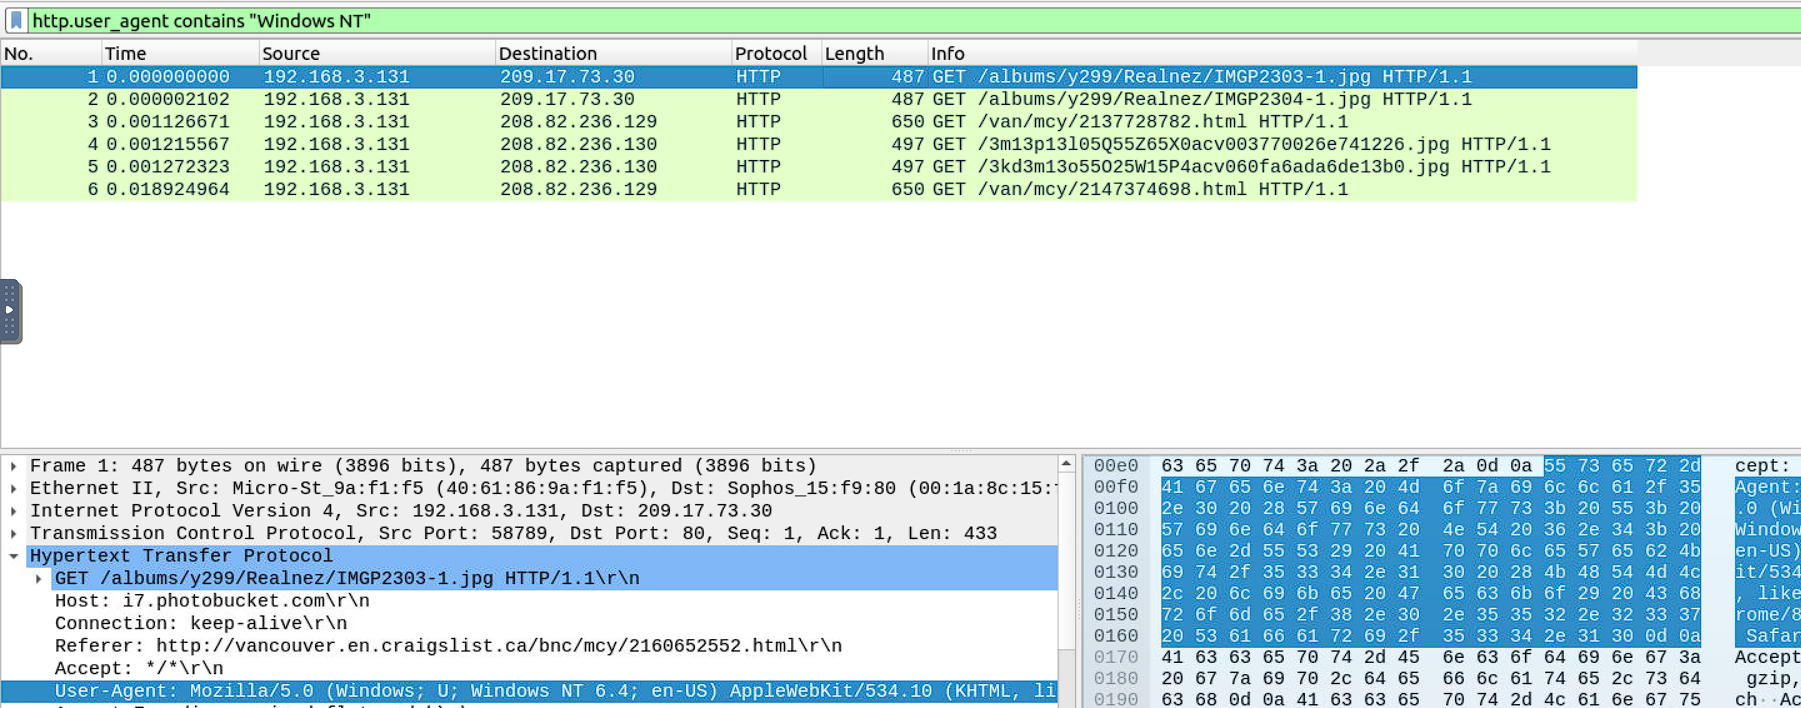 http.user_agent contains "Windows NT"
No. Time Source Destination Protocol Length Info
1 0.000000000 192.168.3.131 209.17.73.30 HTTP 487 GET /albums/y299/Realnez/IMGP2303-1.jpg HTTP/1.1
2 0.000002102 192.168.3.131 209.17.73.30 HTTP 487 GET /albums/y299/Realnez/IMGP2304-1.jpg HTTP/1.1
3 0.001126671 192.168.3.131 208.82.236.129 HTTP 650 GET /van/mcy/2137728782.html HTTP/1.1
4 0.001215567 192.168.3.131 208.82.236.130 HTTP 497 GET /3m13p13l05Q55Z65X0acv003770026e741226.jpg HTTP/1.1
5 0.001272323 192.168.3.131 208.82.236.130 HTTP 497 GET /3kd3m13o55O25W15P4acv060fa6ada6de13b0.jpg HTTP/1.1
6 0.018924964 192.168.3.131 208.82.236.129 HTTP 650 GET /van/mcy/2147374698.html HTTP/1.1
Frame 1: 487 bytes on wire (3896 bits), 487 bytes captured (3896 bits)
Ethernet II, Src: Micro-St_9a:f1:f5 (40:61:86:9a:f1:f5), Dst: Sophos_15:f9:80 (00:1a:8c:15:
Internet Protocol Version 4, Src: 192.168.3.131, Dst: 209.17.73.30
Transmission Control Protocol, Src Port: 58789, Dst Port: 80, Seq: 1, Ack: 1, Len: 433
Hypertext Transfer Protocol
GET /albums/y299/Realnez/IMGP2303-1.jpg HTTP/1.1\r\n
Host: i7.photobucket.com\r\n
Connection: keep-alive\r\n
Referer: http://vancouver.en.craigslist.ca/bnc/mcy/2160652552.html\r\n
Accept: */*\r\n
User-Agent: Mozilla/5.0 (Windows; U; Windows NT 6.4; en-US) AppleWebKit/534.10 (KHTML, li
00e0 63 65 70 74 3a 20 2a 2f 2a 0d 0a 55 73 65 72 2d cept:
00f0 41 67 65 6e 74 3a 20 4d 6f 7a 69 6c 6c 61 2f 35 Agent:
0100 2e 30 20 28 57 69 6e 64 6f 77 73 3b 20 55 3b 20 .0 (Wi
0110 57 69 6e 64 6f 77 73 20 4e 54 20 36 2e 34 3b 20 Window
0120 65 6e 2d 55 53 29 20 41 70 70 6c 65 57 65 62 4b en-US)
0130 69 74 2f 35 33 34 2e 31 30 20 28 4b 48 54 4d 4c it/534
0140 2c 20 6c 69 6b 65 20 47 65 63 6b 6f 29 20 43 68 , like
0150 72 6f 6d 65 2f 38 2e 30 2e 35 35 32 2e 32 33 37 rome/8
0160 20 53 61 66 61 72 69 2f 35 33 34 2e 31 30 0d 0a Safar
0170 41 63 63 65 70 74 2d 45 6e 63 6f 64 69 6e 67 3a Accept
0180 20 67 7a 69 70 2c 64 65 66 6c 61 74 65 2c 73 64 gzip,
0190 63 68 0d 0a 41 63 63 65 70 74 2d 4c 61 6e 67 75 ch··Ac